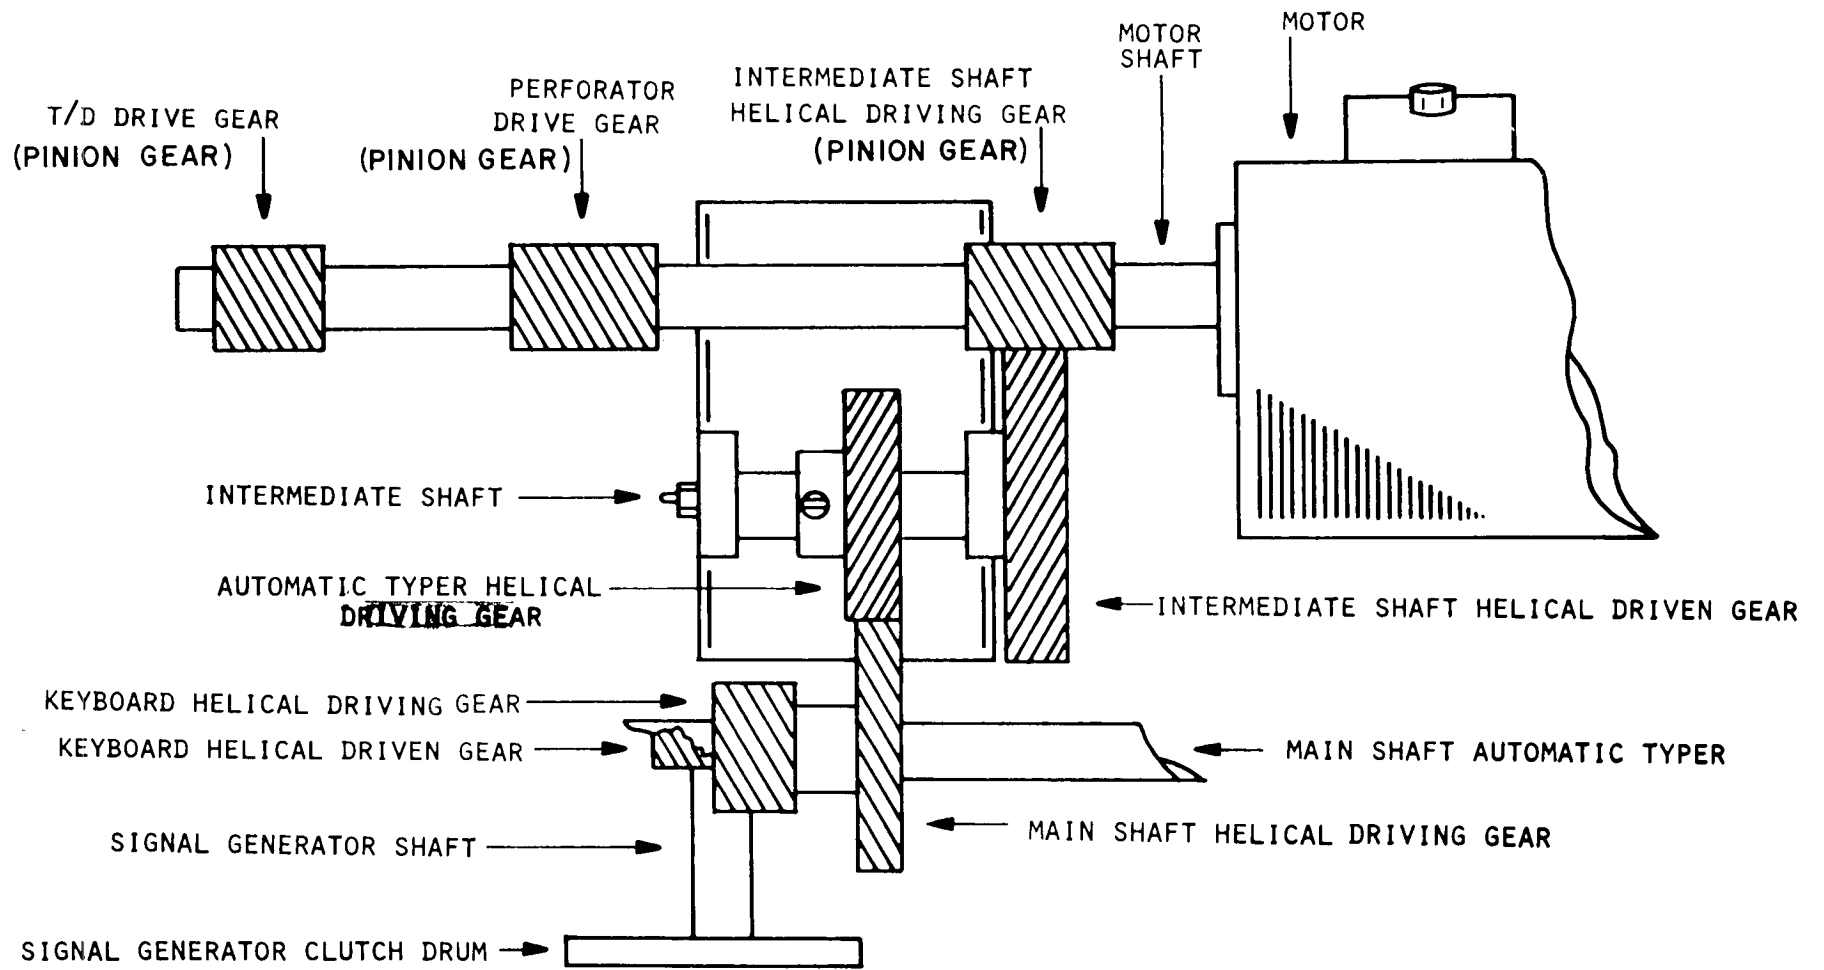 MOTOR
MOTOR
SHAFT
INTERMEDIATE SHAFT
HELICAL DRIVING GEAR
(PINION GEAR)
PERFORATOR
DRIVE GEAR
(PINION GEAR)
T/D DRIVE GEAR
(PINION GEAR)
INTERMEDIATE SHAFT
AUTOMATIC TYPER HELICAL
DRIVING GEAR
INTERMEDIATE SHAFT HELICAL DRIVEN GEAR
KEYBOARD HELICAL DRIVING GEAR
KEYBOARD HELICAL DRIVEN GEAR
MAIN SHAFT AUTOMATIC TYPER
MAIN SHAFT HELICAL DRIVING GEAR
SIGNAL GENERATOR SHAFT
SIGNAL GENERATOR CLUTCH DRUM